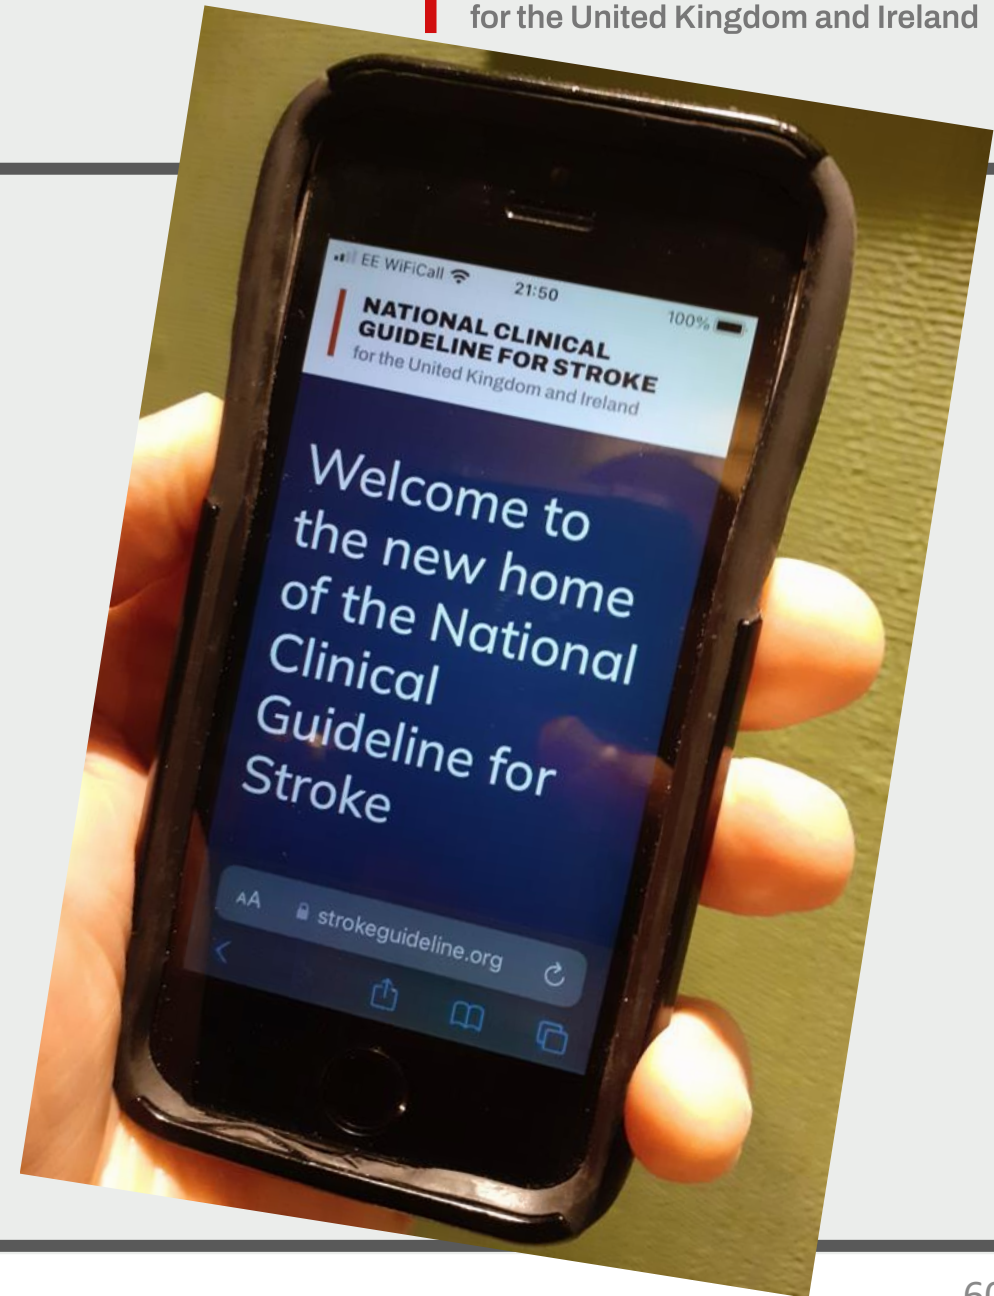 for the United Kingdom and Ireland
EE WiFiCall
21:50
100%
NATIONAL CLINICAL
GUIDELINE FOR STROKE
for the United Kingdom and Ireland
Welcome to
the new home
of the National
Clinical
Guideline for
Stroke
AA
strokeguideline.org